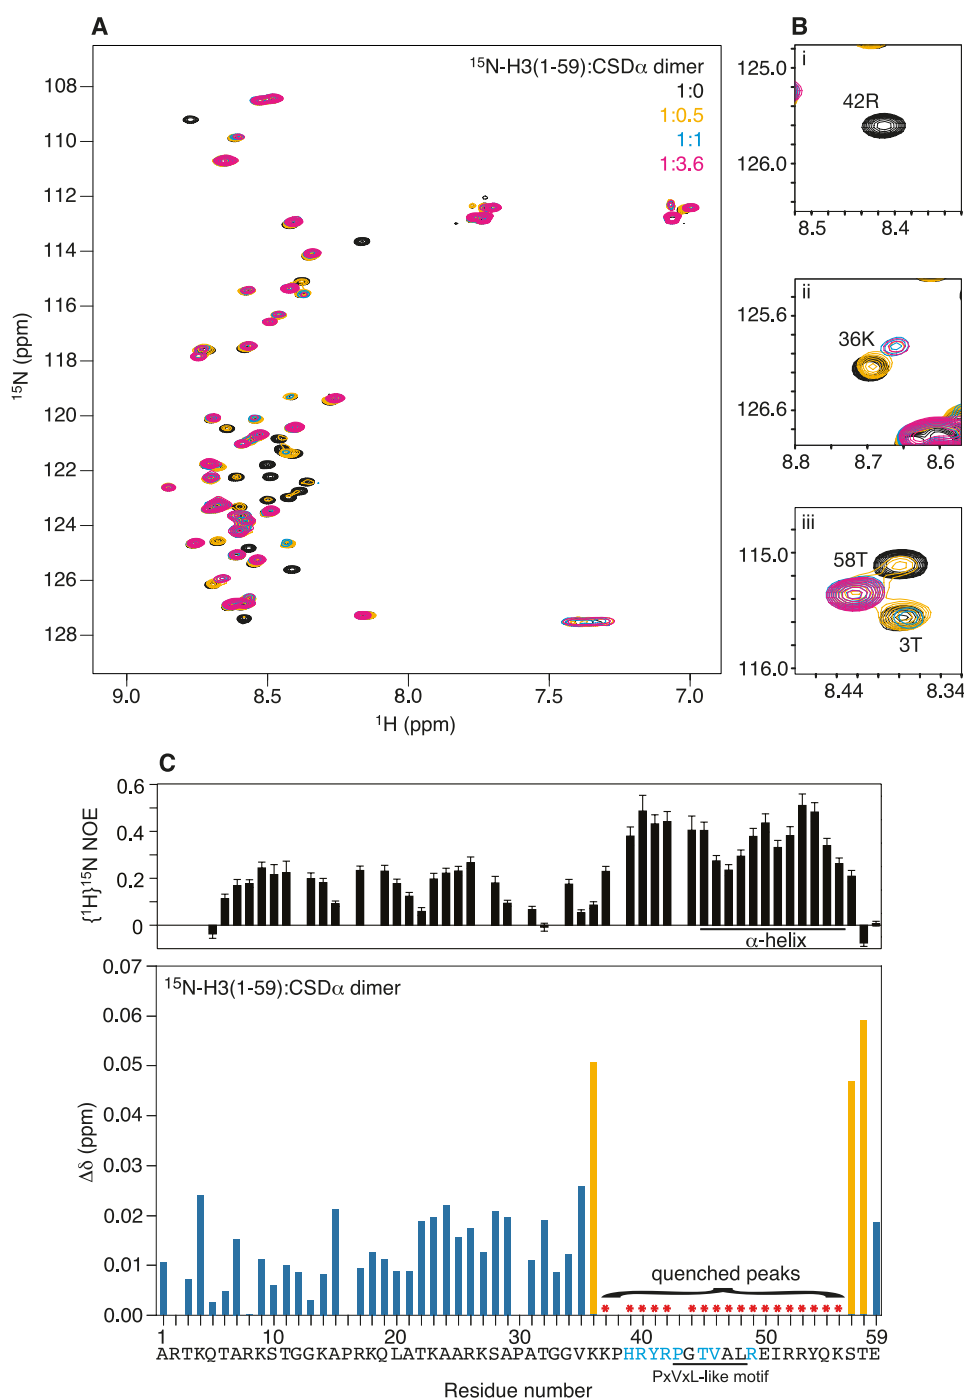 A
B
¹⁵N-H3(1-59):CSDα dimer
1:0
1:0.5
1:1
1:3.6
108
110
112
114
116
118
120
122
124
126
128
¹⁵N (ppm)
9.0 8.5 8.0 7.5 7.0
¹H (ppm)
i
125.0
42R
126.0
8.5 8.4
ii
125.6
36K
126.6
8.8 8.7 8.6
iii
115.0
58T
3T
116.0
8.44 8.34
C
0.6
0.4
0.2
0
{¹H}¹⁵N NOE
α-helix
0.07
0.06
0.05
0.04
0.03
0.02
0.01
0.00
Δδ (ppm)
¹⁵N-H3(1-59):CSDα dimer
quenched peaks
* * * * * * * * * * * * * * * * * *
1 10 20 30 40 50 59
ARTKQTARKSTGGKAPRKQLATKAARKSAPATGGVKKPHRYRPGTVALREIRRYQKSTE
PxVxL-like motif
Residue number